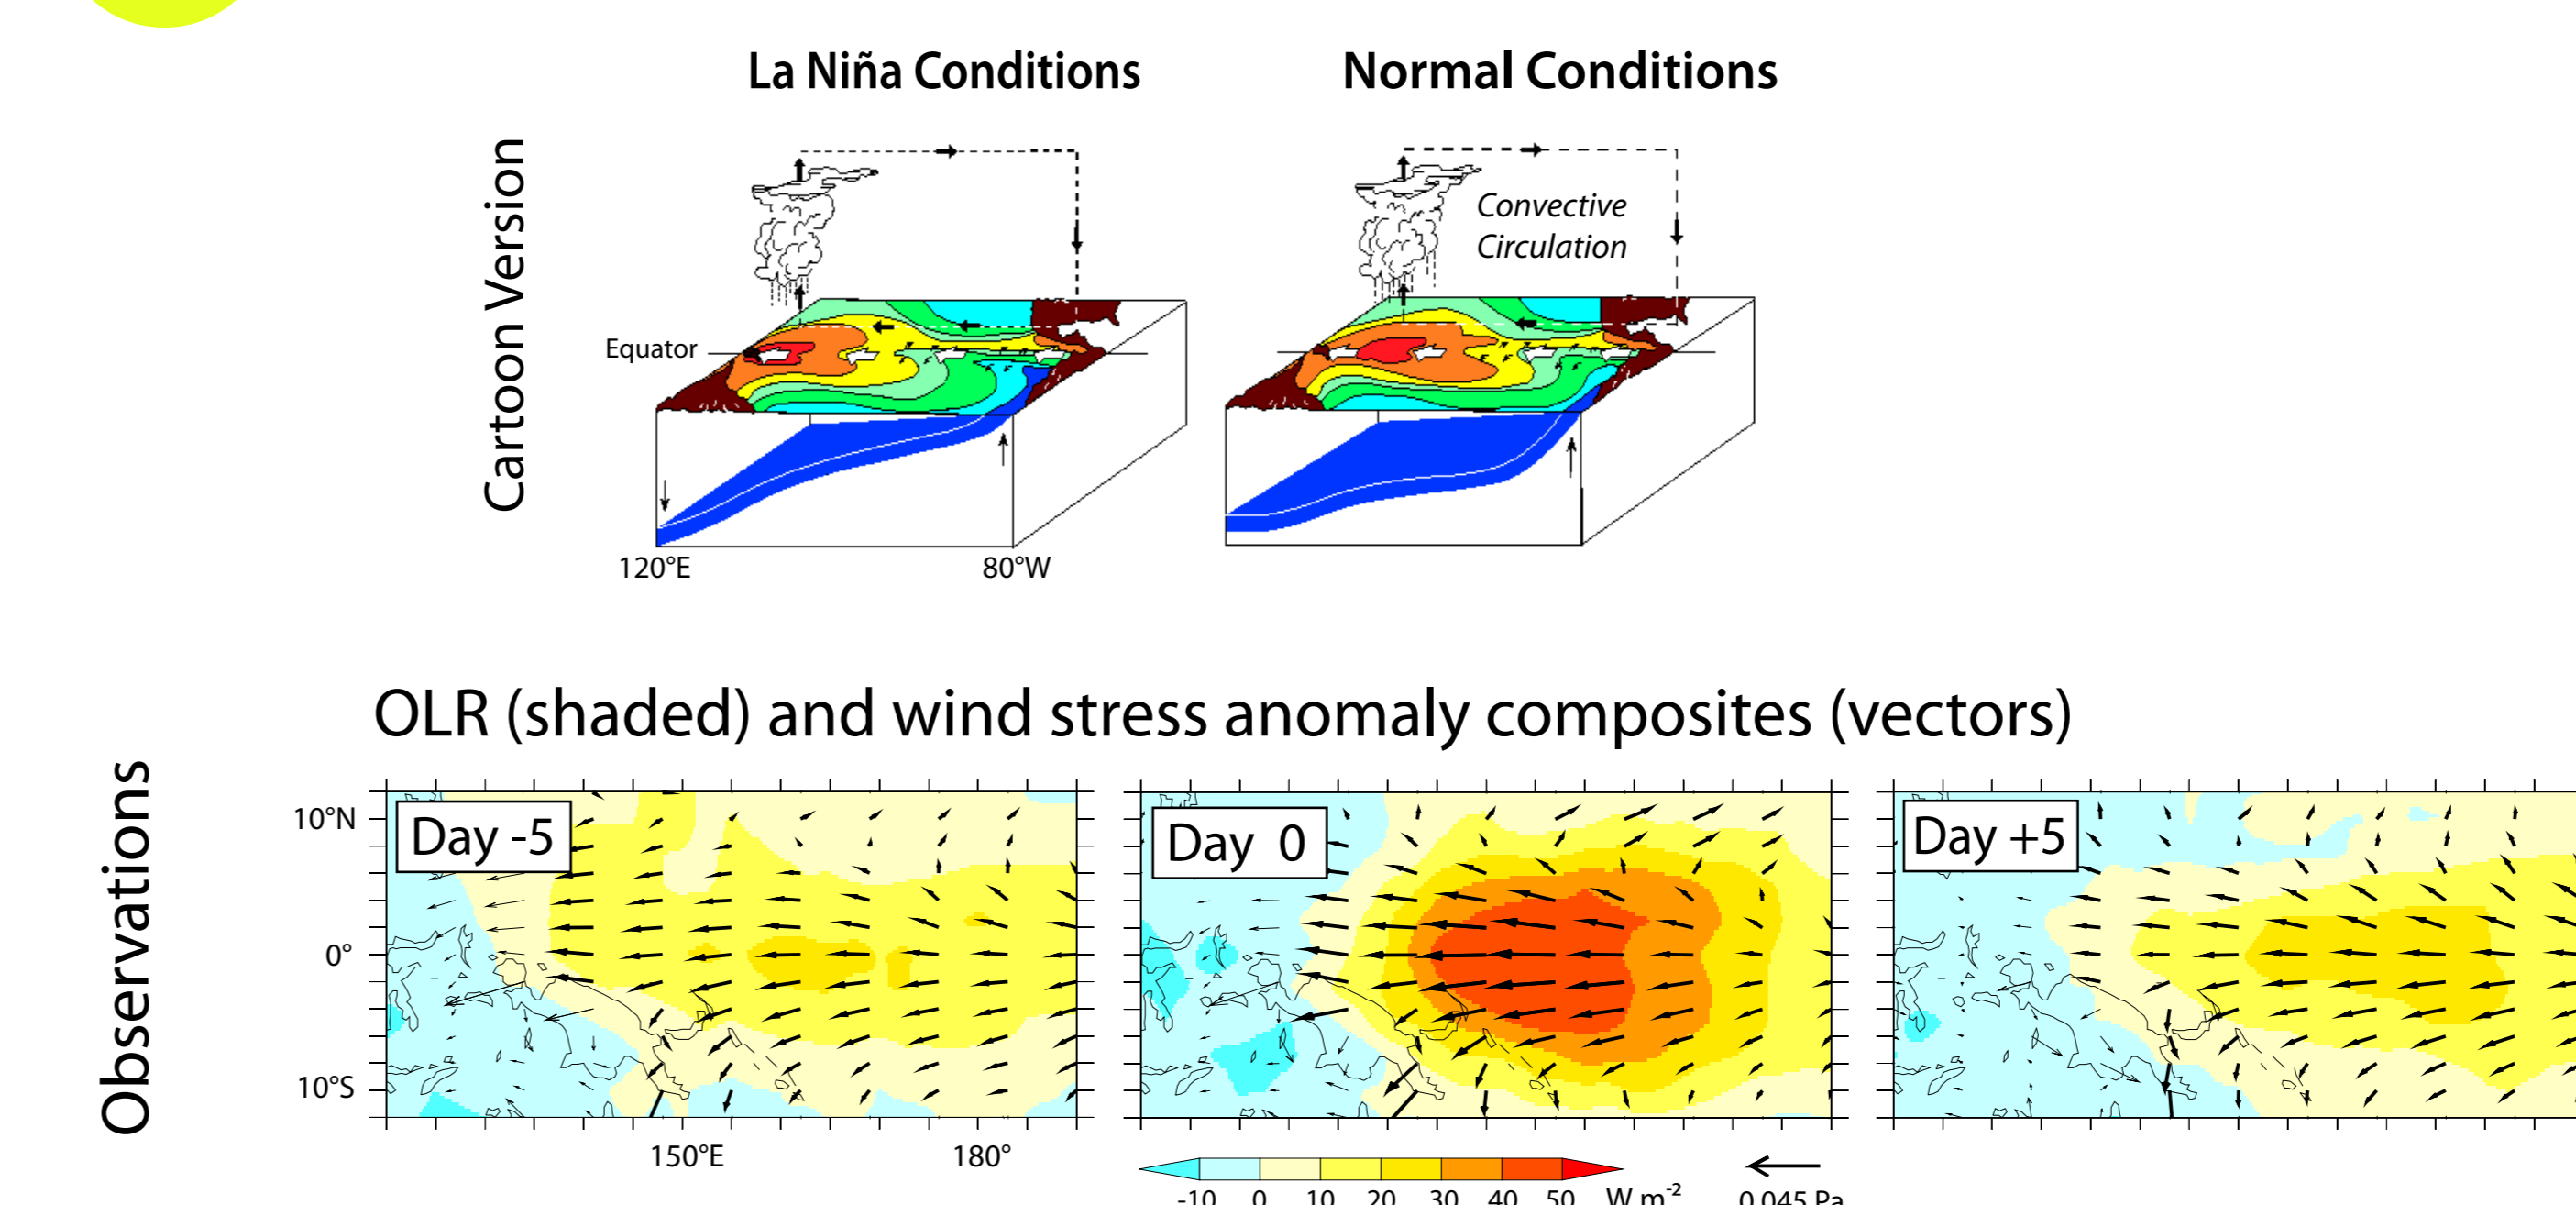 La Niña Conditions
Normal Conditions
Cartoon Version
Convective
Circulation
Equator
120°E
80°W
OLR (shaded) and wind stress anomaly composites (vectors)
Observations
10°N
0°
10°S
Day -5
Day 0
Day +5
150°E
180°
-10 0 10 20 30 40 50 W m-2
0.045 Pa